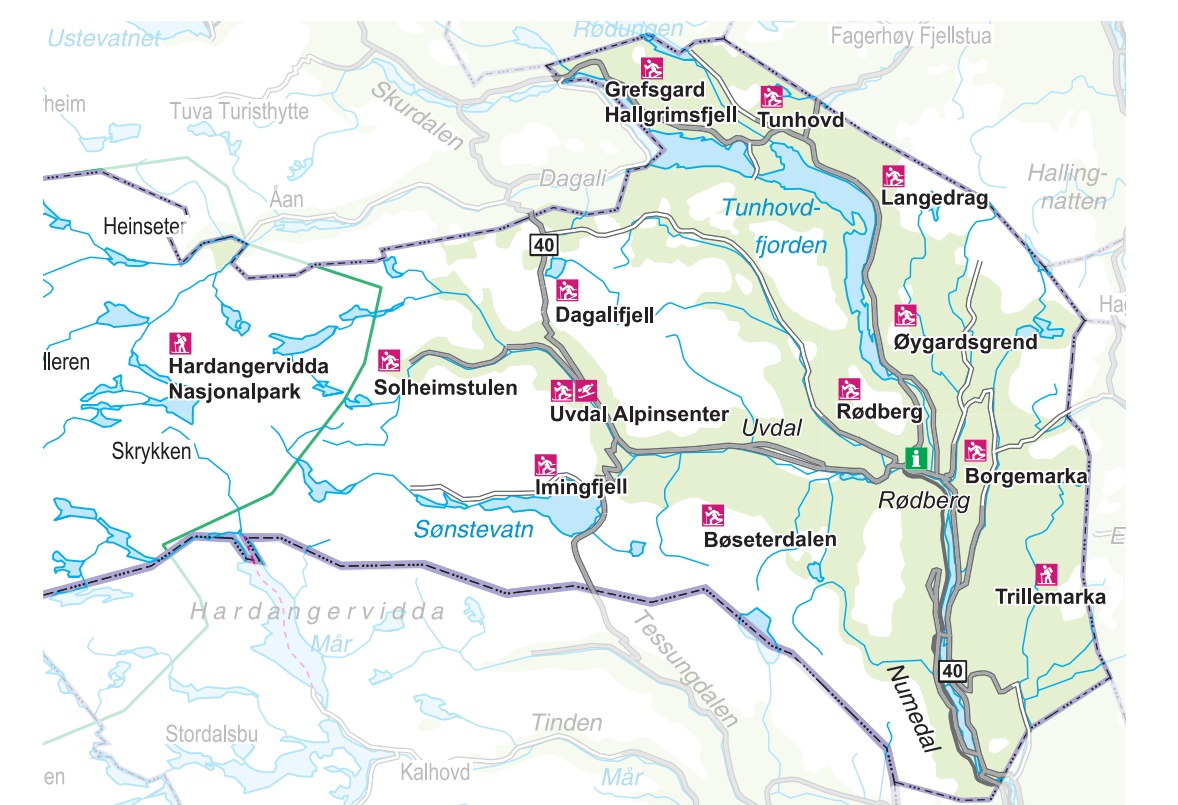 Ustevatnet
Rødungen
Fagerhøy Fjellstua
heim
Tuva Turisthytte
Skurdalen
Grefsgard
Hallgrimsfjell
Tunhovd
Dagali
Langedrag
Halling-
natten
Åan
Heinseter
Tunhovd-
fjorden
40
Dagalifjell
Hag
Øygardsgrend
lleren
Hardangervidda
Nasjonalpark
Solheimstulen
Uvdal Alpinsenter
Rødberg
Uvdal
Skrykken
i
Imingfjell
Borgemarka
Rødberg
Sønstevatn
Bøseterdalen
E
Trillemarka
Hardangervidda
Mår
Tessungdalen
40
Numedal
Stordalsbu
Tinden
Kalhovd
Mår
en